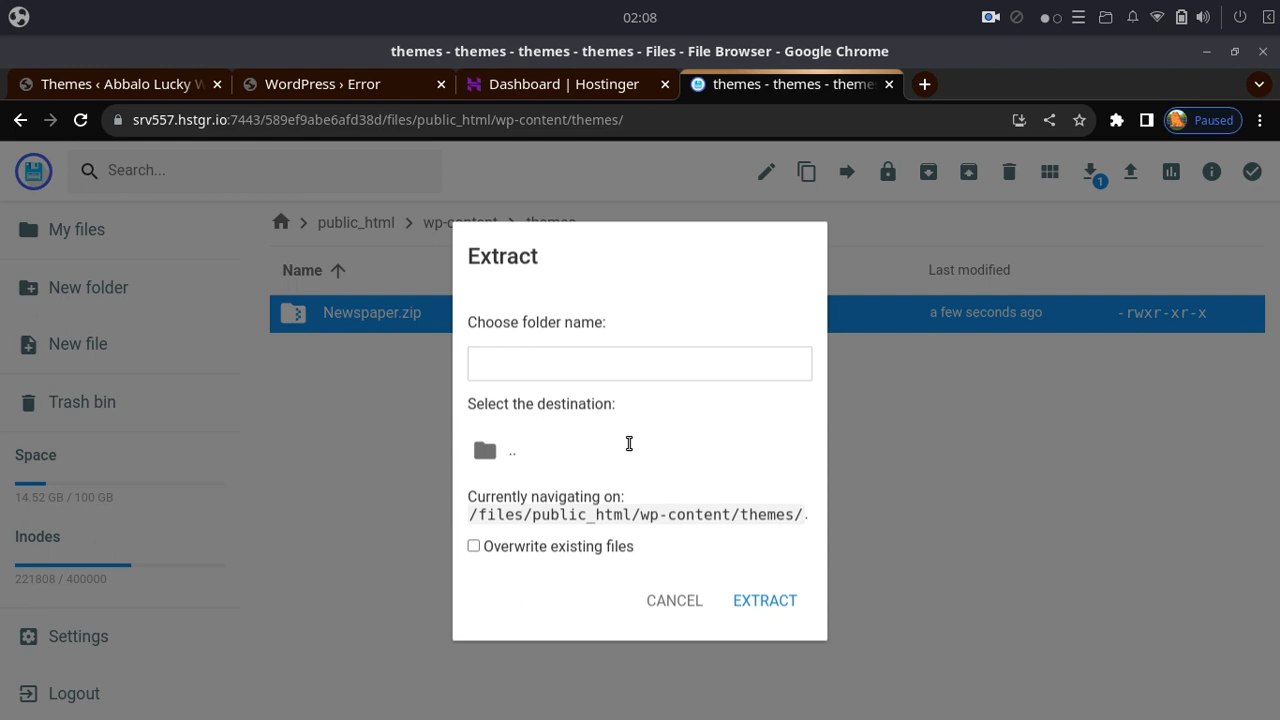 02:08
themes - themes - themes - themes - Files - File Browser - Google Chrome
Themes ‹ Abbalo Lucky W
WordPress › Error
Dashboard | Hostinger
themes - themes - theme
srv557.hstgr.io:7443/589ef9abe6afd38d/files/public_html/wp-content/themes/
Paused
Search...
1
My files
public_html
wp-content
themes
Name
Last modified
Newspaper.zip
a few seconds ago
-rwxr-xr-x
New folder
New file
Trash bin
Space
14.52 GB / 100 GB
Inodes
221808 / 400000
Settings
Logout
Extract
Choose folder name:
Select the destination:
..
Currently navigating on:
/files/public_html/wp-content/themes/.
Overwrite existing files
CANCEL
EXTRACT